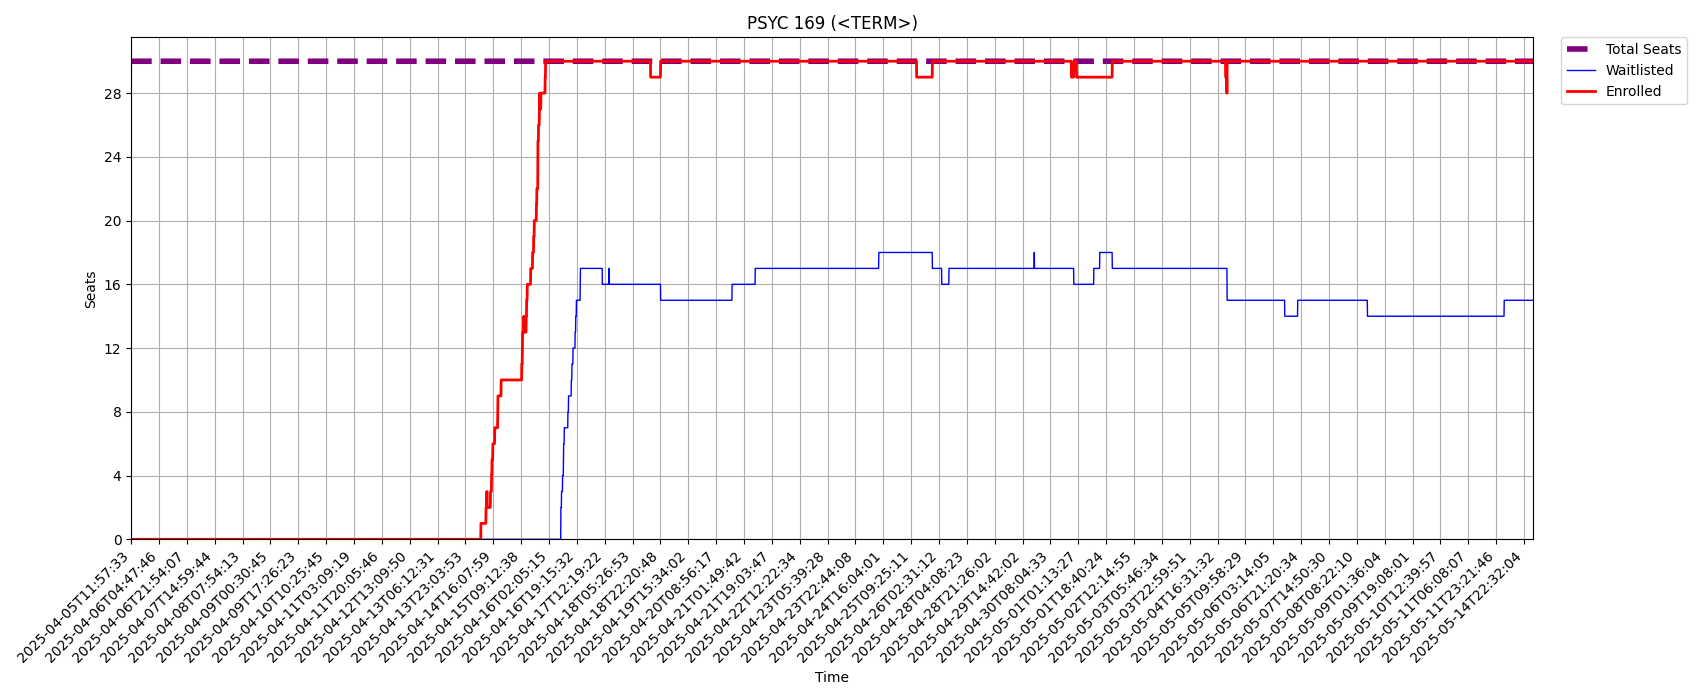 PSYC 169 (<TERM>)
Total Seats
Waitlisted
Enrolled
Seats
28
24
20
16
12
8
4
0
2025-04-05T11:57:33
2025-04-06T04:47:46
2025-04-06T21:54:07
2025-04-07T14:59:44
2025-04-08T07:54:13
2025-04-09T00:30:45
2025-04-09T17:26:23
2025-04-10T10:25:45
2025-04-11T03:09:19
2025-04-11T20:05:46
2025-04-12T13:09:50
2025-04-13T06:12:31
2025-04-13T23:03:53
2025-04-14T16:07:59
2025-04-15T09:12:38
2025-04-16T02:05:15
2025-04-16T19:15:32
2025-04-17T12:19:22
2025-04-18T05:26:53
2025-04-18T22:20:48
2025-04-19T15:34:02
2025-04-20T08:56:17
2025-04-21T01:49:42
2025-04-21T19:03:47
2025-04-22T12:22:34
2025-04-23T05:39:28
2025-04-23T22:44:08
2025-04-24T16:04:01
2025-04-25T09:25:11
2025-04-26T02:31:12
2025-04-28T04:08:23
2025-04-28T21:26:02
2025-04-29T14:42:02
2025-04-30T08:04:33
2025-05-01T01:13:27
2025-05-01T18:40:24
2025-05-02T12:14:55
2025-05-03T05:46:34
2025-05-03T22:59:51
2025-05-04T16:31:32
2025-05-05T09:58:29
2025-05-06T03:14:05
2025-05-06T21:20:34
2025-05-07T14:50:30
2025-05-08T08:22:10
2025-05-09T01:36:04
2025-05-09T19:08:01
2025-05-10T12:39:57
2025-05-11T06:08:07
2025-05-11T23:21:46
2025-05-14T22:32:04
Time